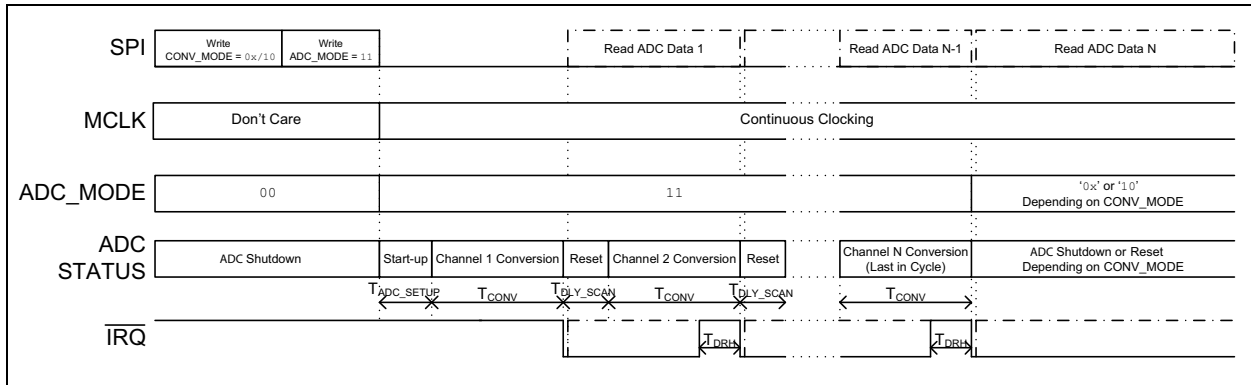 SPI
Write
CONV_MODE = 0x/10
Write
ADC_MODE = 11
Read ADC Data 1
Read ADC Data N-1
Read ADC Data N
MCLK
Don't Care
Continuous Clocking
ADC_MODE
00
11
'0x' or '10'
Depending on CONV_MODE
ADC
STATUS
ADC Shutdown
Start-up
Channel 1 Conversion
Reset
Channel 2 Conversion
Reset
Channel N Conversion
(Last in Cycle)
ADC Shutdown or Reset
Depending on CONV_MODE
TADC_SETUP
TCONV
TDLY_SCAN
TCONV
TDLY_SCAN
TCONV
IRQ
TDRH
TDRH